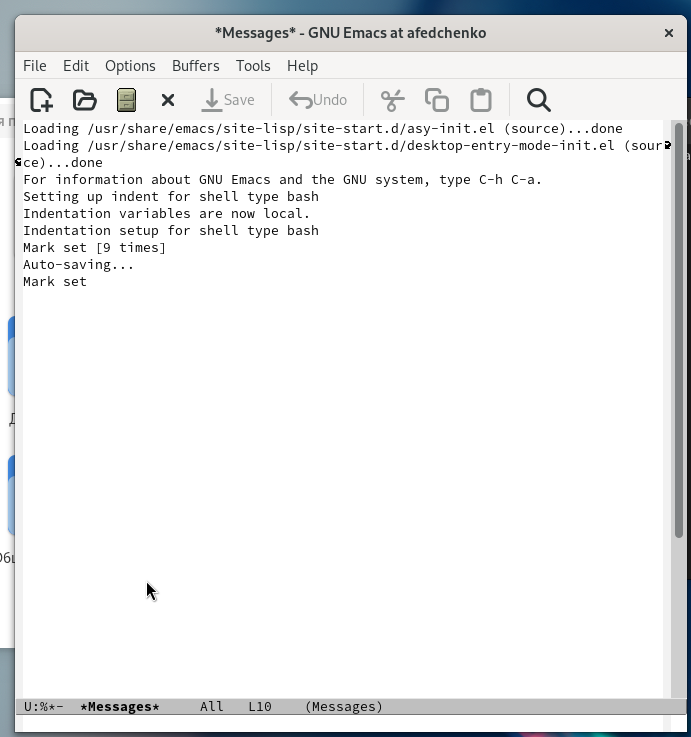 *Messages* - GNU Emacs at afedchenko
File Edit Options Buffers Tools Help
Save Undo
Loading /usr/share/emacs/site-lisp/site-start.d/asy-init.el (source)...done
Loading /usr/share/emacs/site-lisp/site-start.d/desktop-entry-mode-init.el (sour
ce)...done
For information about GNU Emacs and the GNU system, type C-h C-a.
Setting up indent for shell type bash
Indentation variables are now local.
Indentation setup for shell type bash
Mark set [9 times]
Auto-saving...
Mark set
U:%*- *Messages* All L10 (Messages)